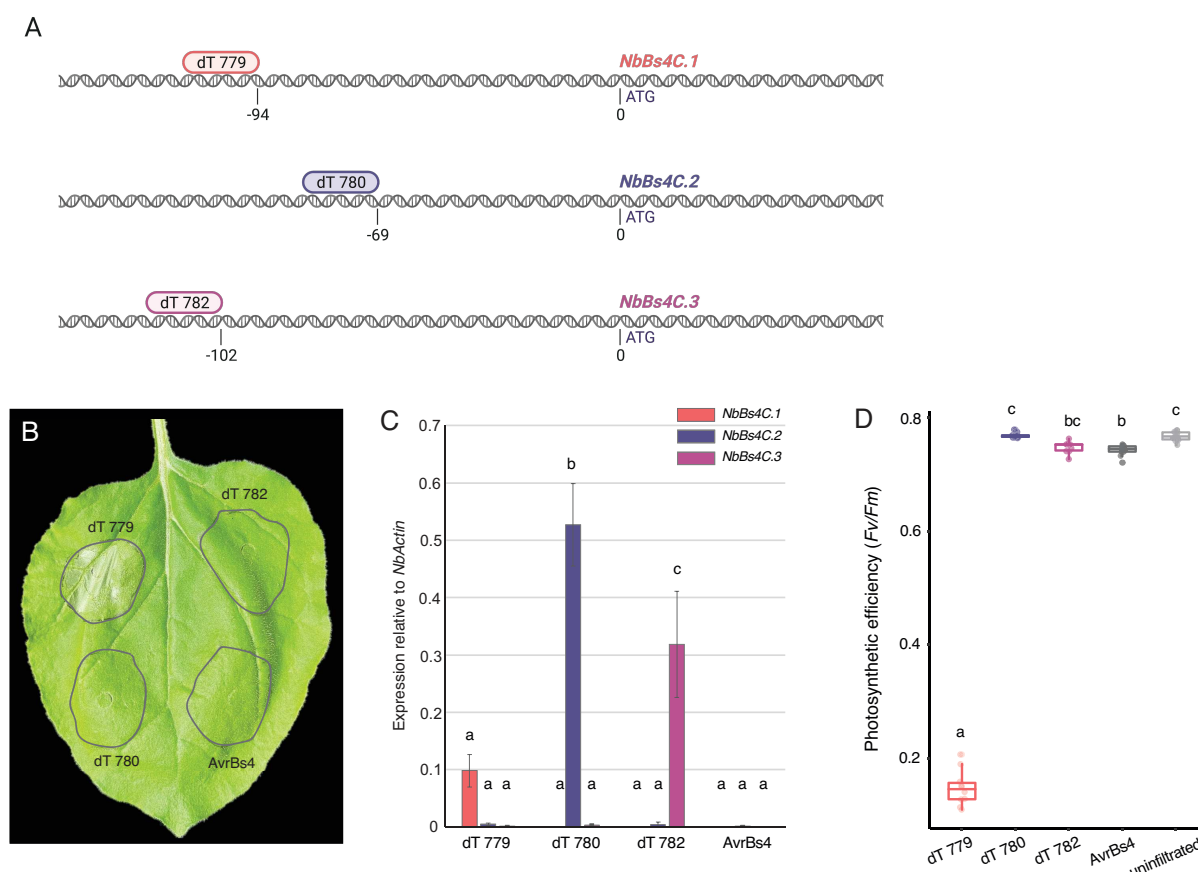 A
dT 779
NbBs4C.1
ATG
-94
0
dT 780
NbBs4C.2
ATG
-69
0
dT 782
NbBs4C.3
ATG
-102
0
B
dT 782
dT 779
dT 780
AvrBs4
C
NbBs4C.1
NbBs4C.2
NbBs4C.3
Expression relative to NbActin
0.7
0.6
0.5
0.4
0.3
0.2
0.1
0
a a a
a b a
a a c
a a a
dT 779 dT 780 dT 782 AvrBs4
D
Photosynthetic efficiency (Fv/Fm)
0.8
0.6
0.4
0.2
a c bc b c
dT 779 dT 780 dT 782 AvrBs4 uninfiltrated